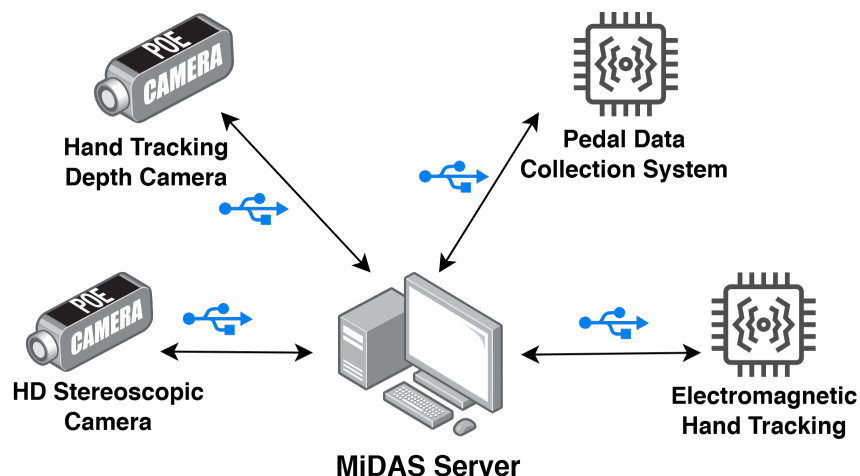 POE
CAMERA
Hand Tracking
Depth Camera
Pedal Data
Collection System
POE
CAMERA
HD Stereoscopic
Camera
Electromagnetic
Hand Tracking
MiDAS Server